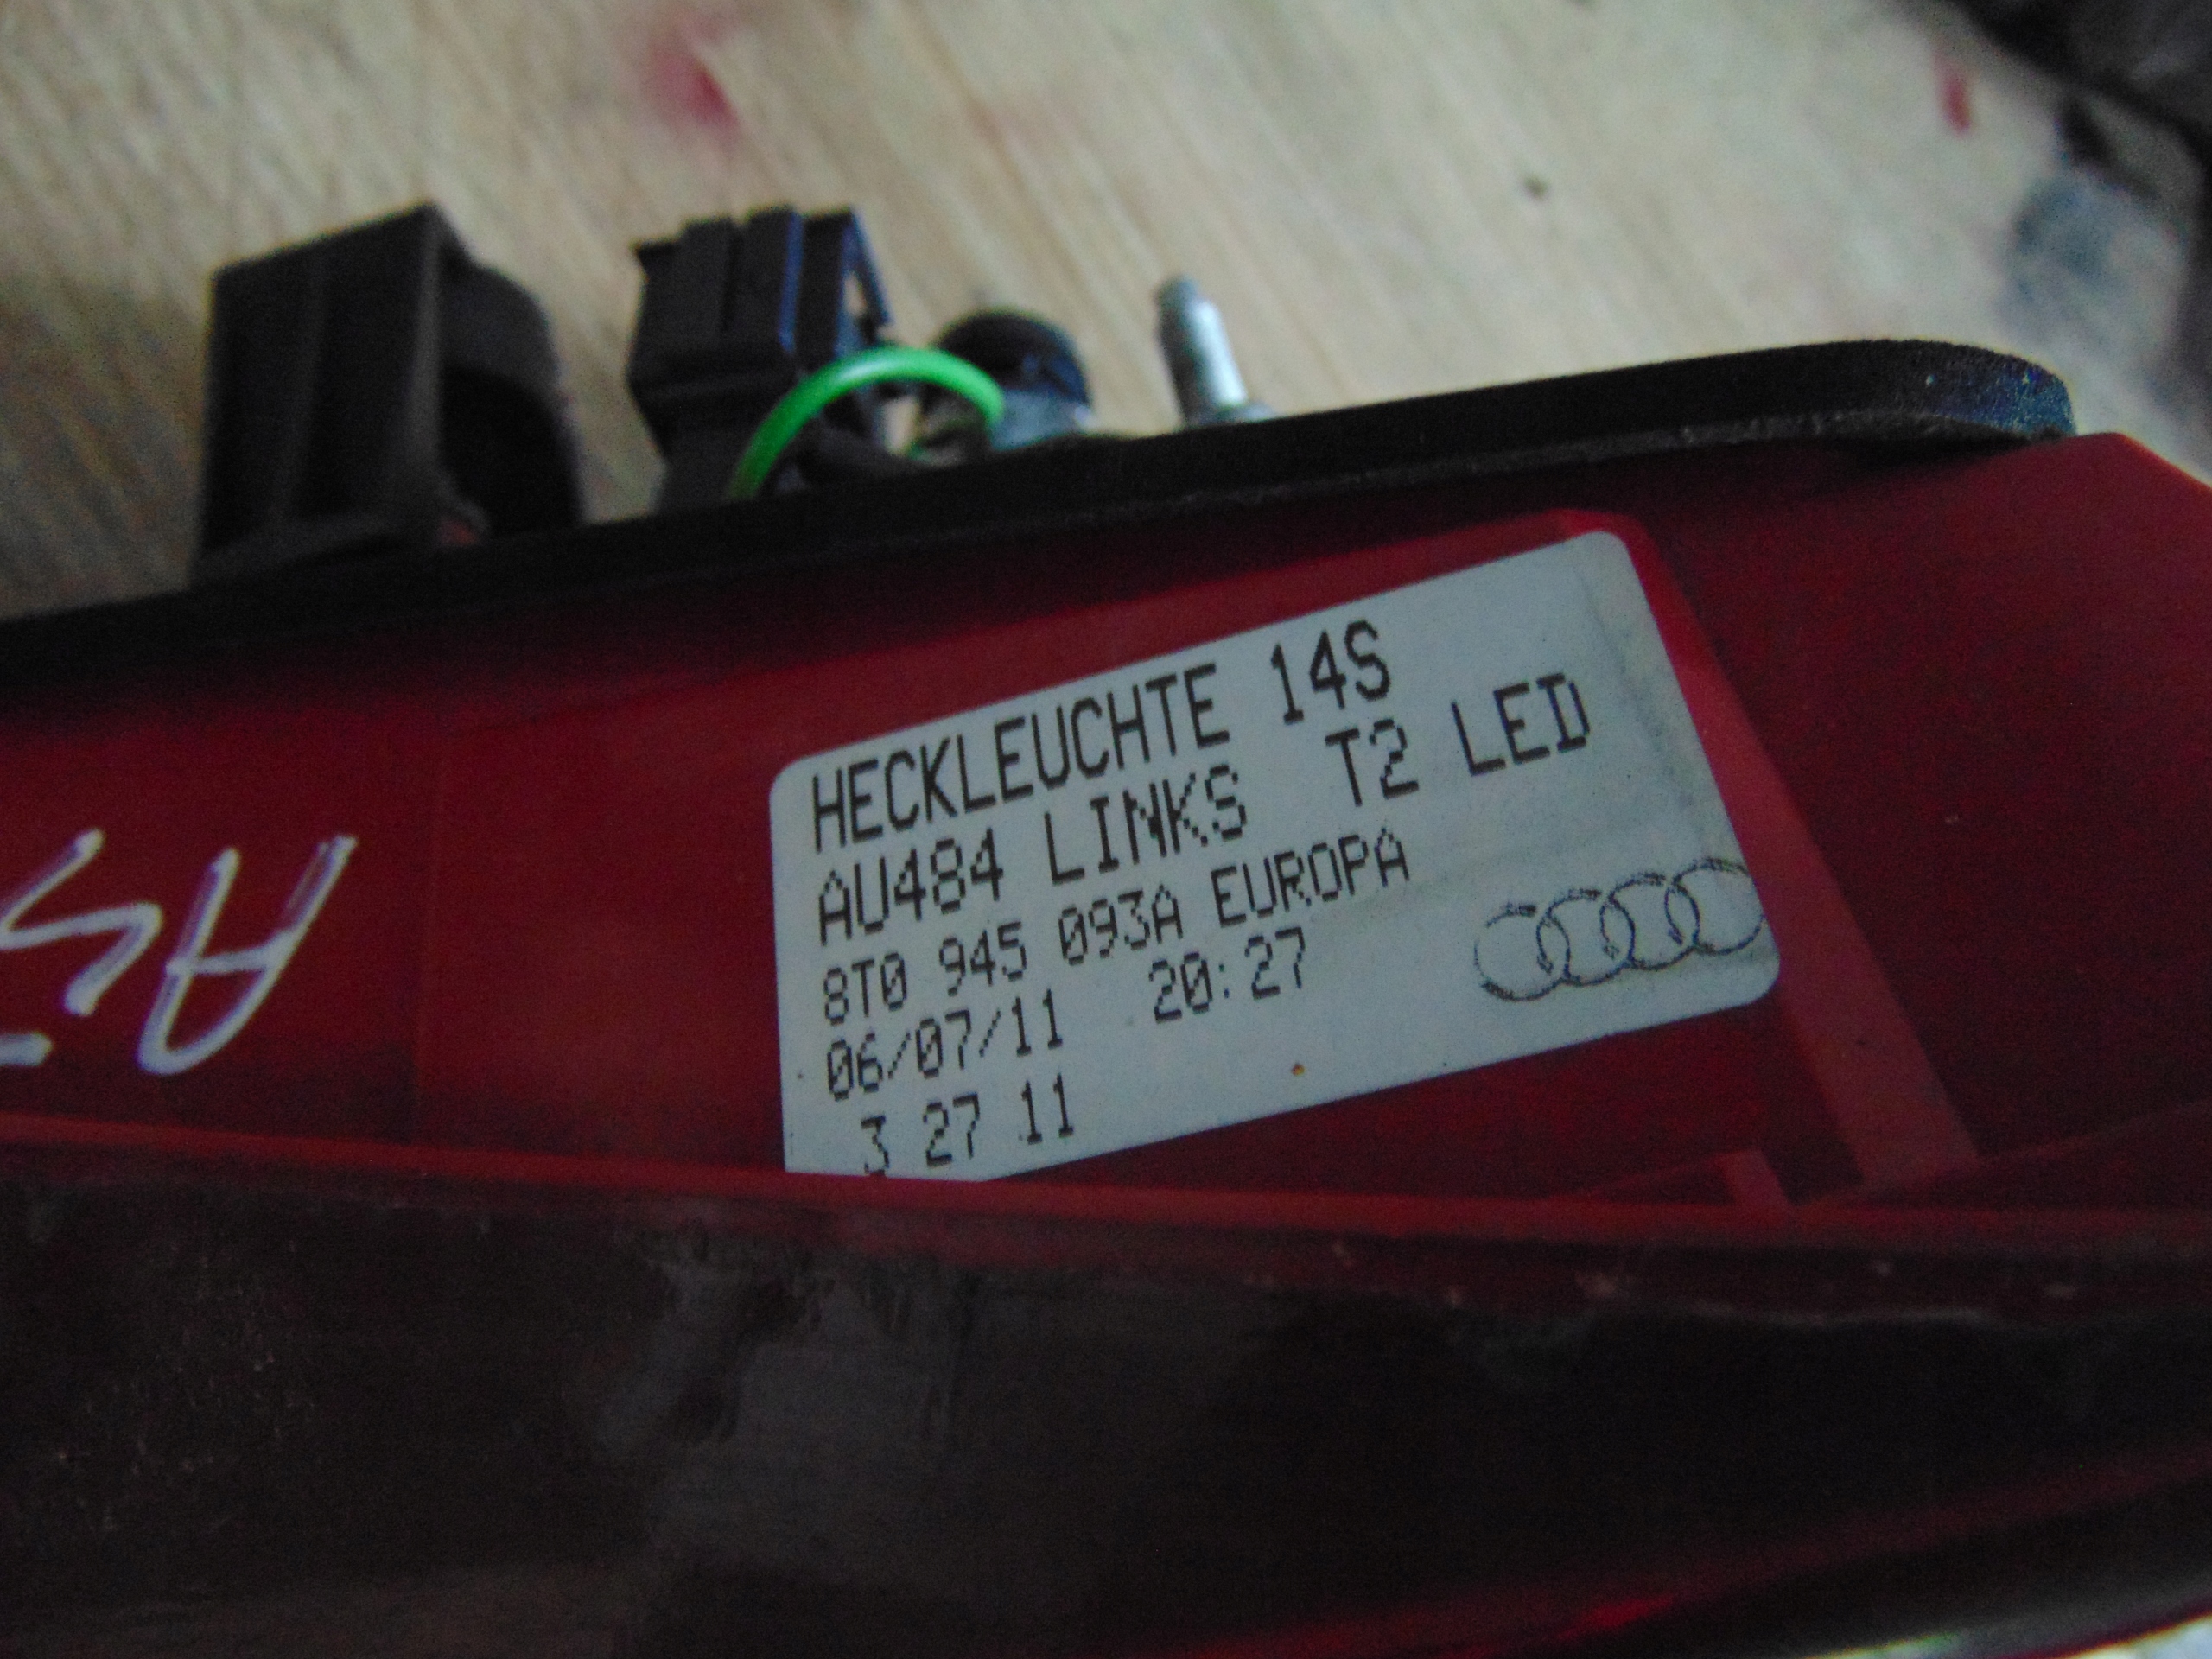 HECKLEUCHTE 14S
AU484 LINKS T2 LED
8T0 945 093A EUROPA
06/07/11 20:27
3 27 11